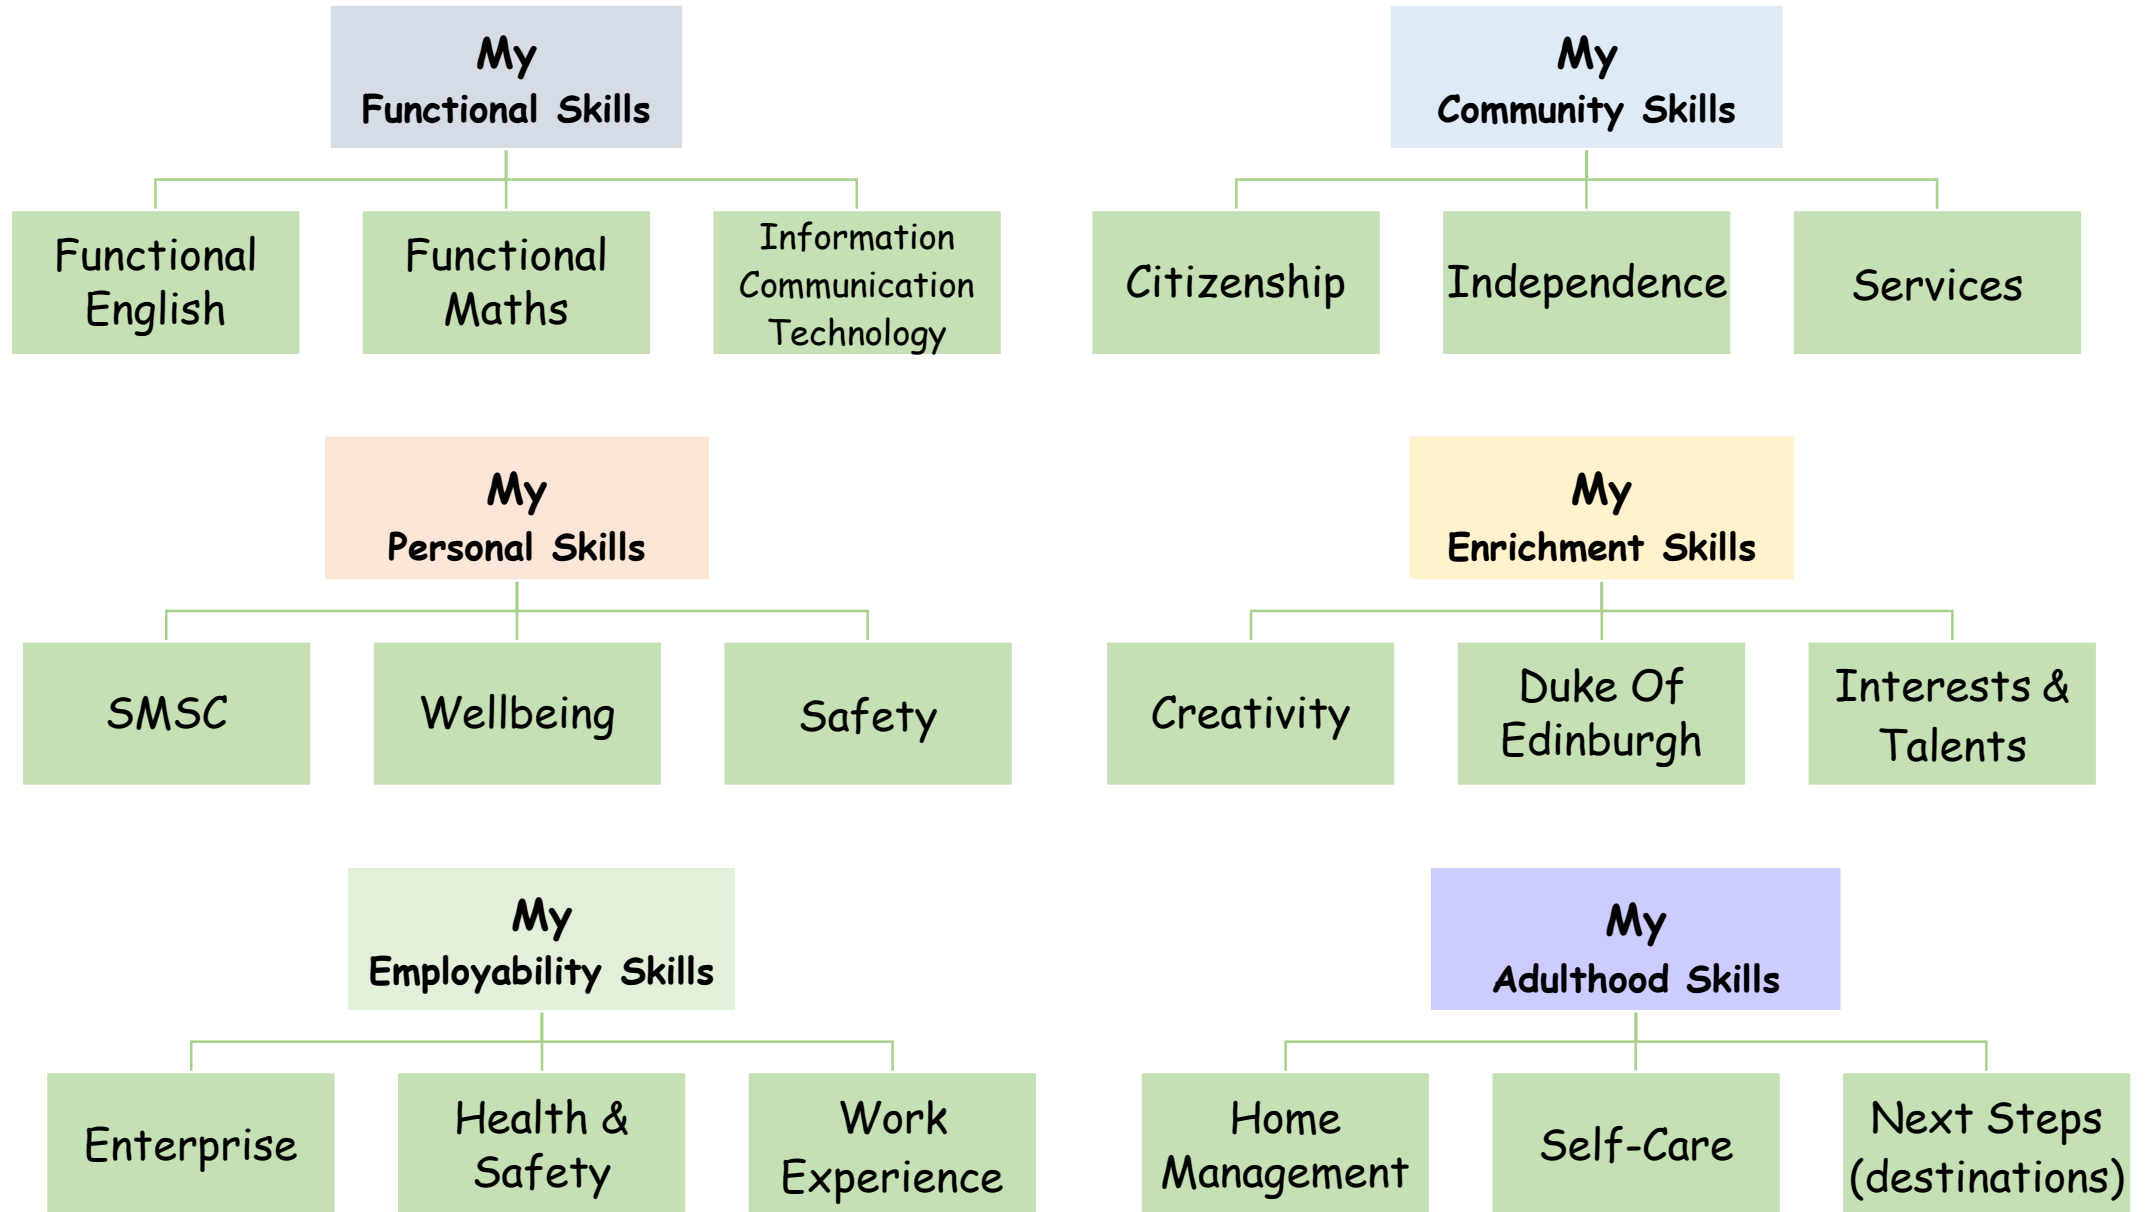 My
Functional Skills
Functional
English
Functional
Maths
Information
Communication
Technology
My
Community Skills
Citizenship
Independence
Services
My
Personal Skills
SMSC
Wellbeing
Safety
My
Enrichment Skills
Creativity
Duke Of
Edinburgh
Interests &
Talents
My
Employability Skills
Enterprise
Health &
Safety
Work
Experience
My
Adulthood Skills
Home
Management
Self-Care
Next Steps
(destinations)